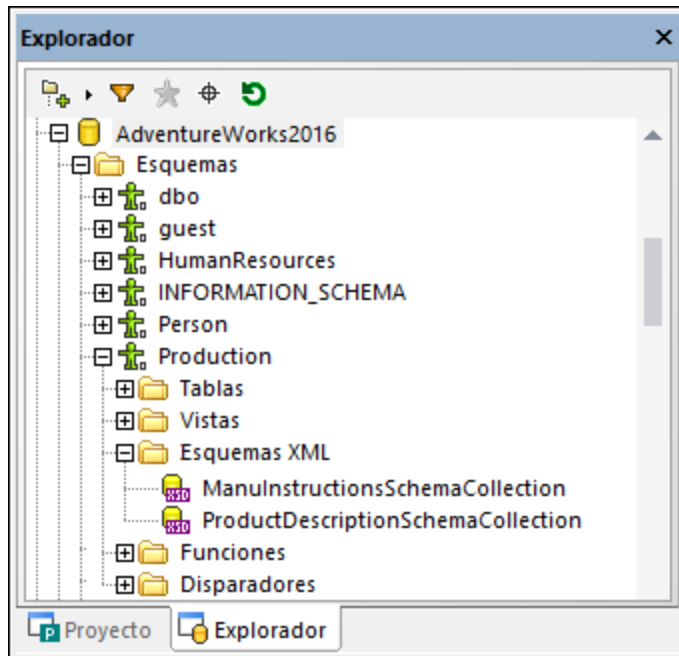 Explorador
AdventureWorks2016
Esquemas
dbo
guest
HumanResources
INFORMATION_SCHEMA
Person
Production
Tablas
Vistas
Esquemas XML
ManuInstructionsSchemaCollection
ProductDescriptionSchemaCollection
Funciones
Disparadores
Proyecto Explorador